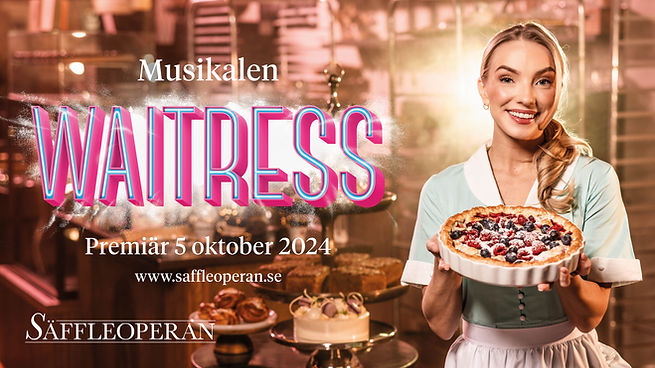 Musikalen
WAITRESS
Premiär 5 oktober 2024
www.saffleoperan.se
SÄFFLEOPERAN